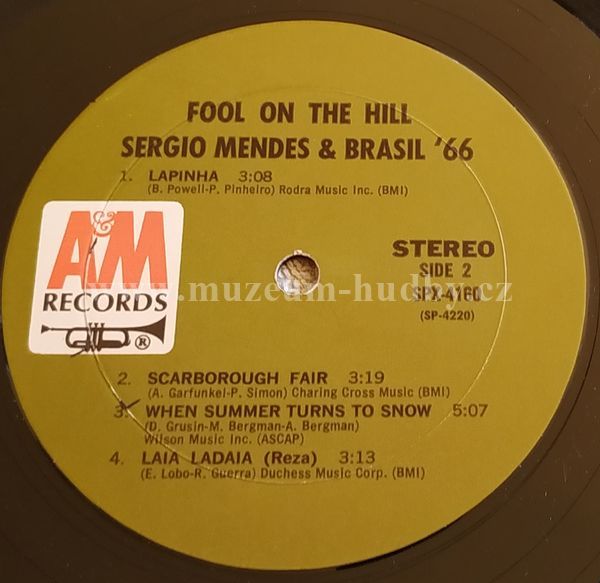 FOOL ON THE HILL
SERGIO MENDES & BRASIL '66
1. LAPINHA 3:08
(B. Powell-P. Pinheiro) Rodra Music Inc. (BMI)
A&M
RECORDS
®
STEREO
SIDE 2
SPX-4160
(SP-4220)
www.muzeum-hudby.cz
2. SCARBOROUGH FAIR 3:19
(A. Garfunkel-P. Simon) Charing Cross Music (BMI)
3. WHEN SUMMER TURNS TO SNOW 5:07
(D. Grusin-M. Bergman-A. Bergman)
Wilson Music Inc. (ASCAP)
4. LAIA LADAIA (Reza) 3:13
(E. Lobo-R. Guerra) Duchess Music Corp. (BMI)